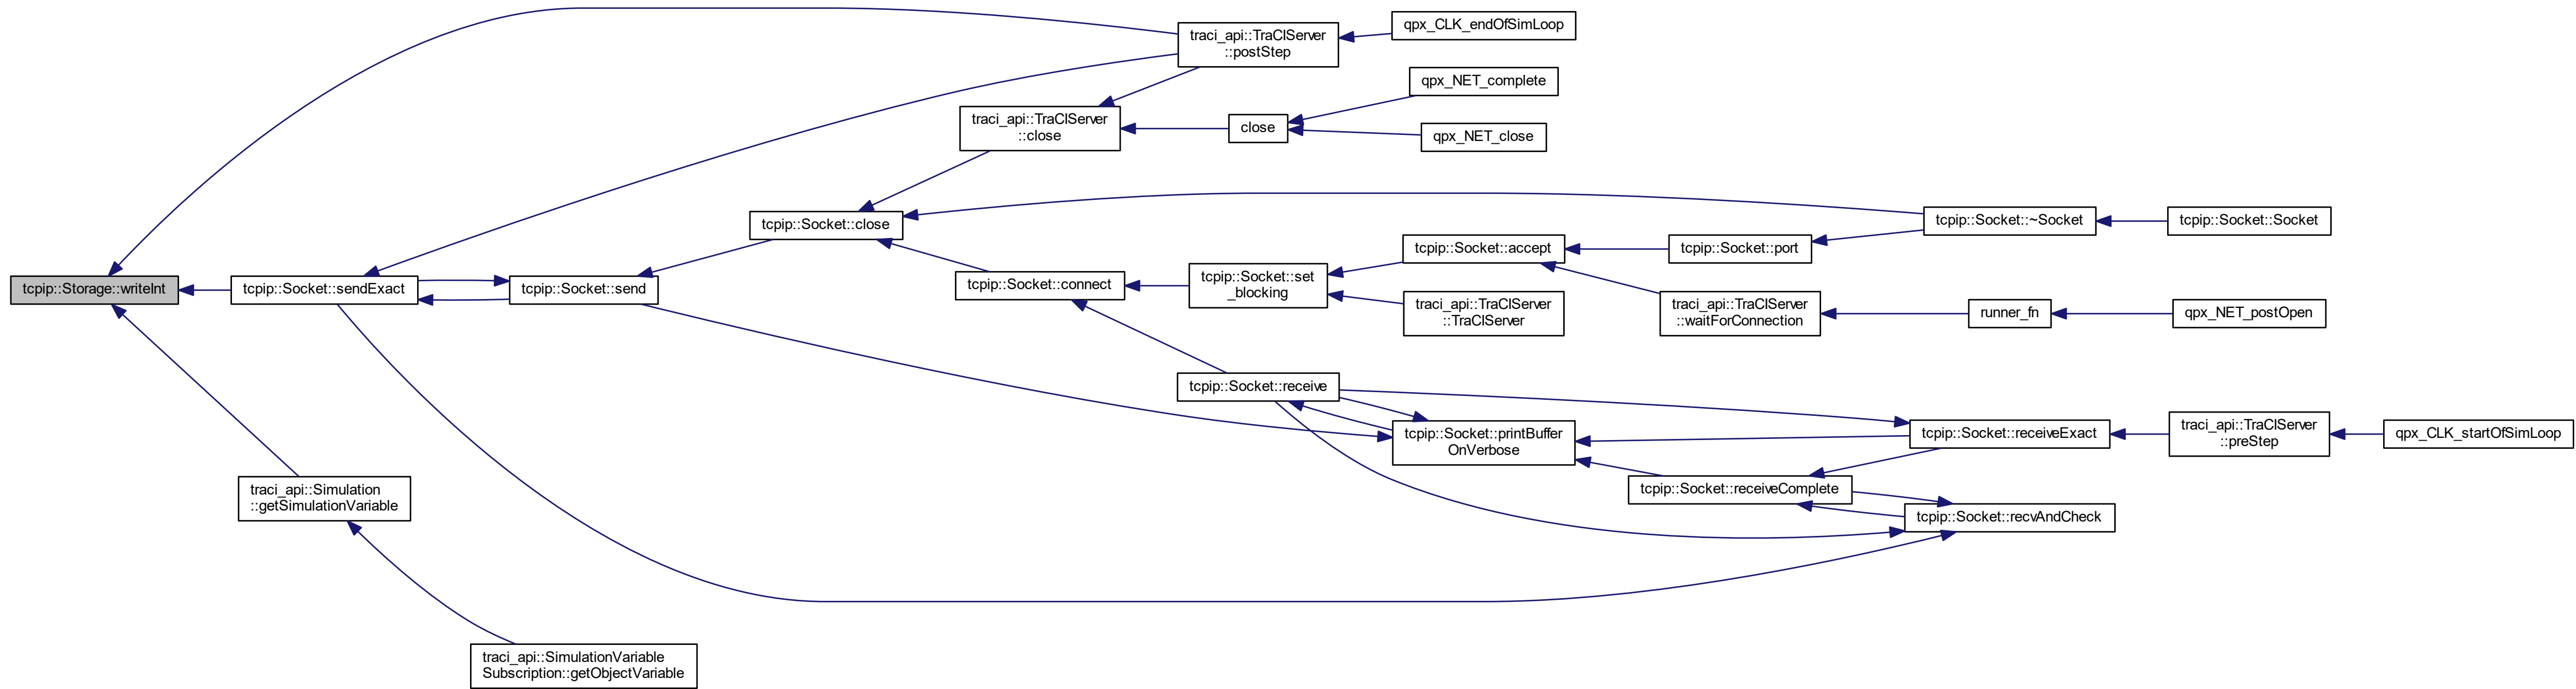 tcpip::Storage::writeInt
tcpip::Socket::sendExact
traci_api::Simulation
::getSimulationVariable
tcpip::Socket::send
traci_api::SimulationVariable
Subscription::getObjectVariable
tcpip::Socket::close
traci_api::TraCIServer
::close
tcpip::Socket::connect
traci_api::TraCIServer
::postStep
close
tcpip::Socket::set
_blocking
tcpip::Socket::receive
qpx_CLK_endOfSimLoop
qpx_NET_complete
qpx_NET_close
tcpip::Socket::accept
traci_api::TraCIServer
::TraCIServer
tcpip::Socket::printBuffer
OnVerbose
tcpip::Socket::port
traci_api::TraCIServer
::waitForConnection
tcpip::Socket::receiveComplete
tcpip::Socket::~Socket
runner_fn
tcpip::Socket::receiveExact
tcpip::Socket::recvAndCheck
tcpip::Socket::Socket
qpx_NET_postOpen
traci_api::TraCIServer
::preStep
qpx_CLK_startOfSimLoop